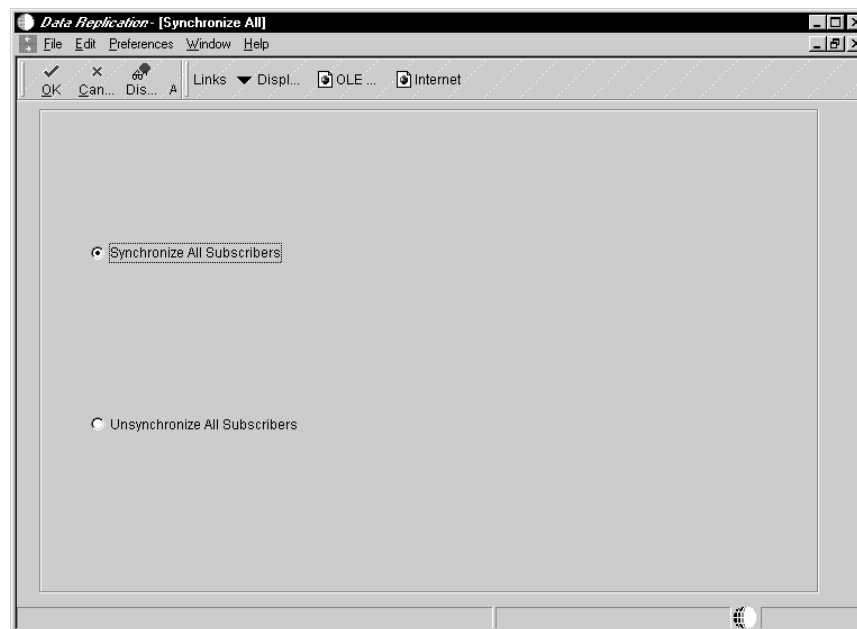 Data Replication - [Synchronize All]
File Edit Preferences Window Help
OK Can... Dis... A Links Displ... OLE ... Internet
Synchronize All Subscribers
Unsynchronize All Subscribers